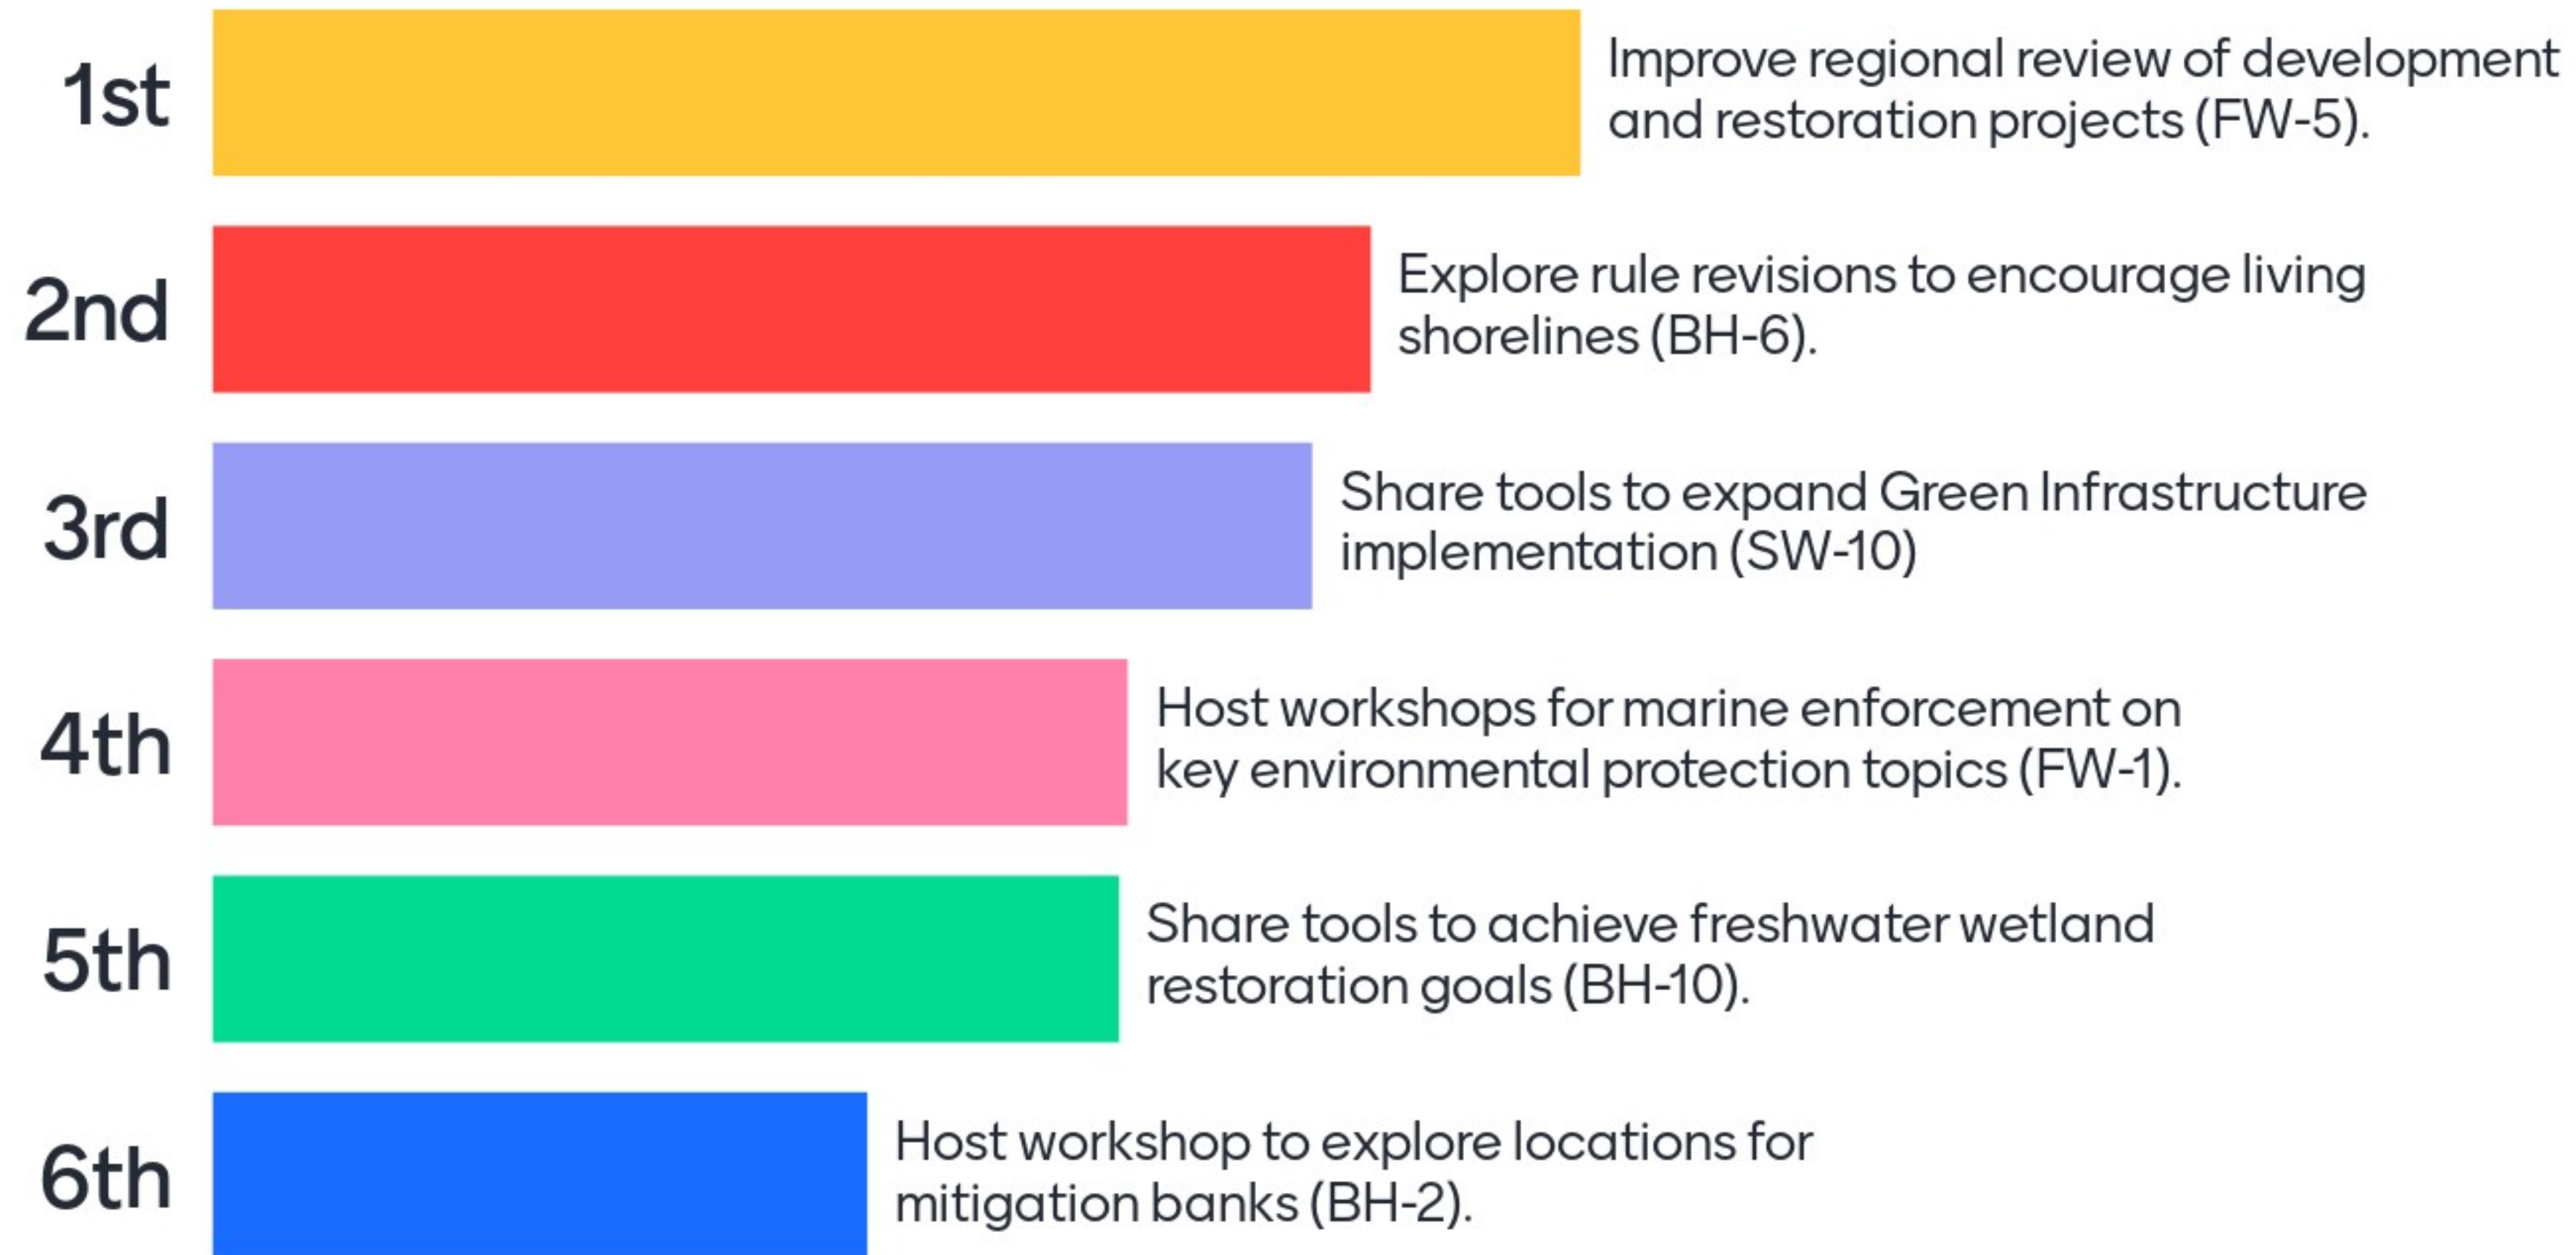 1st
Improve regional review of development
and restoration projects (FW-5).
2nd
Explore rule revisions to encourage living
shorelines (BH-6).
3rd
Share tools to expand Green Infrastructure
implementation (SW-10)
4th
Host workshops for marine enforcement on
key environmental protection topics (FW-1).
5th
Share tools to achieve freshwater wetland
restoration goals (BH-10).
6th
Host workshop to explore locations for
mitigation banks (BH-2).